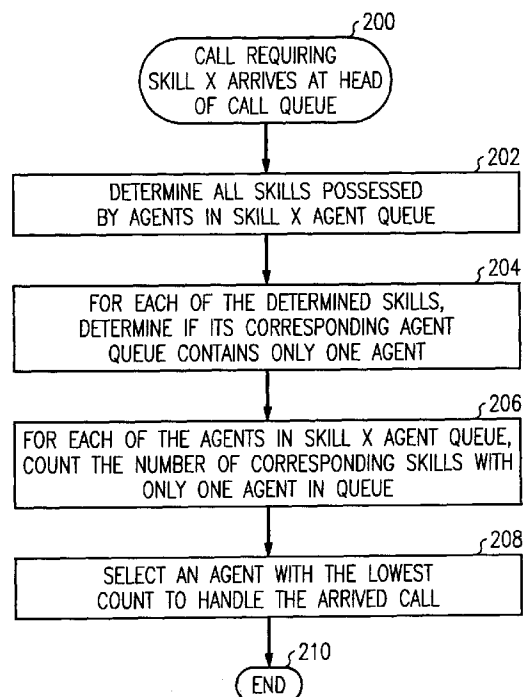 200
CALL REQUIRING
SKILL X ARRIVES AT HEAD
OF CALL QUEUE
202
DETERMINE ALL SKILLS POSSESSED
BY AGENTS IN SKILL X AGENT QUEUE
204
FOR EACH OF THE DETERMINED SKILLS,
DETERMINE IF ITS CORRESPONDING AGENT
QUEUE CONTAINS ONLY ONE AGENT
206
FOR EACH OF THE AGENTS IN SKILL X AGENT QUEUE,
COUNT THE NUMBER OF CORRESPONDING SKILLS WITH
ONLY ONE AGENT IN QUEUE
208
SELECT AN AGENT WITH THE LOWEST
COUNT TO HANDLE THE ARRIVED CALL
210
END